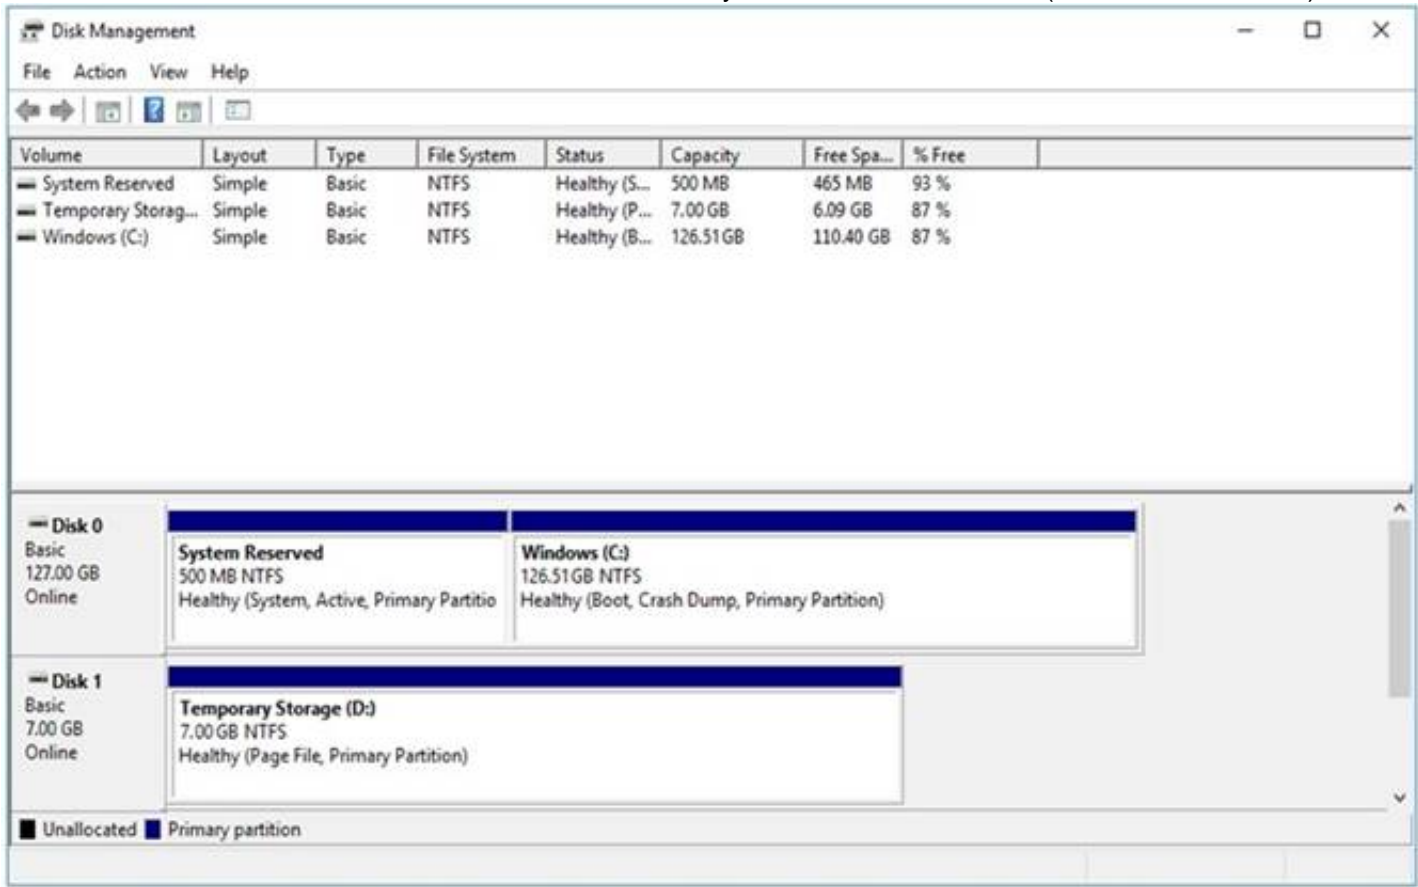 Disk Management
File Action View Help
Volume Layout Type File System Status Capacity Free Spa... % Free
System Reserved Simple Basic NTFS Healthy (S... 500 MB 465 MB 93 %
Temporary Storag... Simple Basic NTFS Healthy (P... 7.00 GB 6.09 GB 87 %
Windows (C:) Simple Basic NTFS Healthy (B... 126.51 GB 110.40 GB 87 %
Disk 0
Basic
127.00 GB
Online
System Reserved
500 MB NTFS
Healthy (System, Active, Primary Partitio
Windows (C:)
126.51 GB NTFS
Healthy (Boot, Crash Dump, Primary Partition)
Disk 1
Basic
7.00 GB
Online
Temporary Storage (D:)
7.00 GB NTFS
Healthy (Page File, Primary Partition)
Unallocated Primary partition